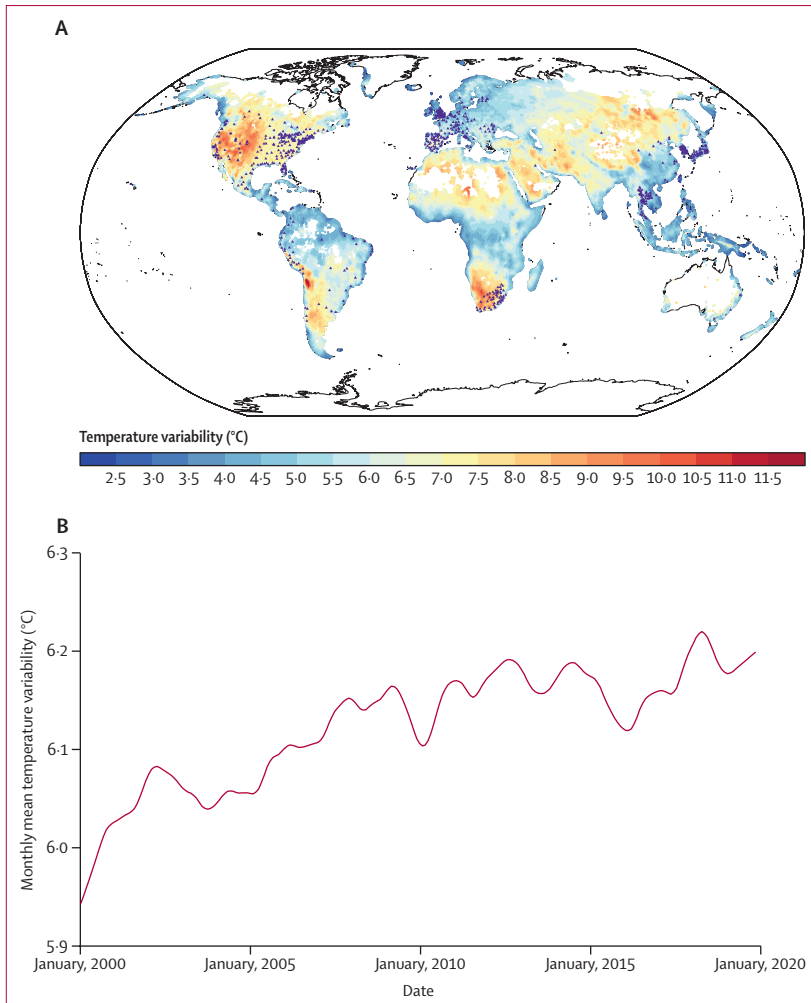 A
Temperature variability (°C)
2·5 3·0 3·5 4·0 4·5 5·0 5·5 6·0 6·5 7·0 7·5 8·0 8·5 9·0 9·5 10·0 10·5 11·0 11·5
B
6·3
6·2
6·1
6·0
5·9
Monthly mean temperature variability (°C)
January, 2000 January, 2005 January, 2010 January, 2015 January, 2020
Date